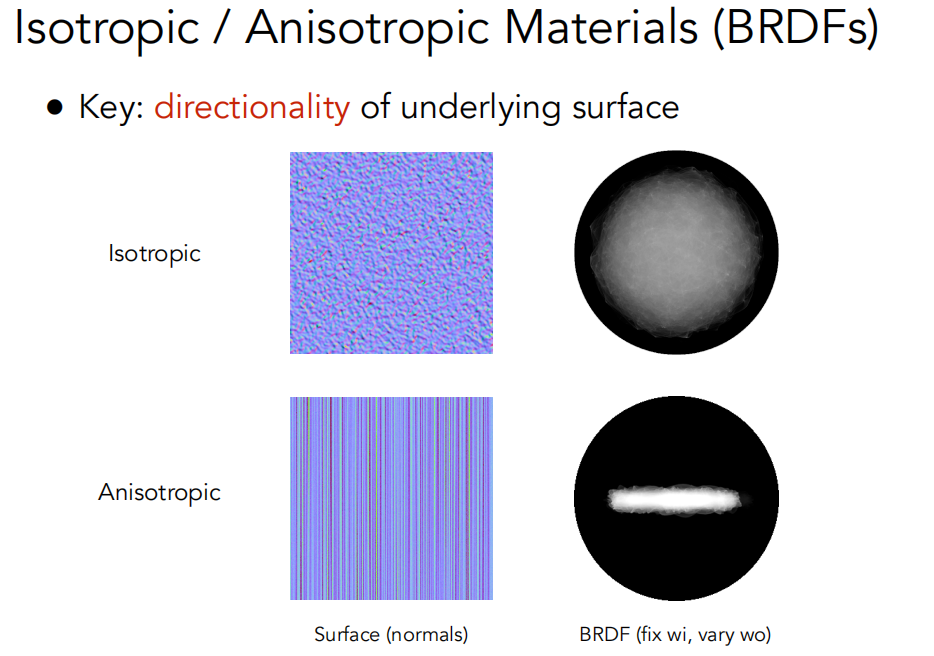 Isotropic / Anisotropic Materials (BRDFs)
● Key: directionality of underlying surface
Isotropic
Anisotropic
Surface (normals)
BRDF (fix wi, vary wo)